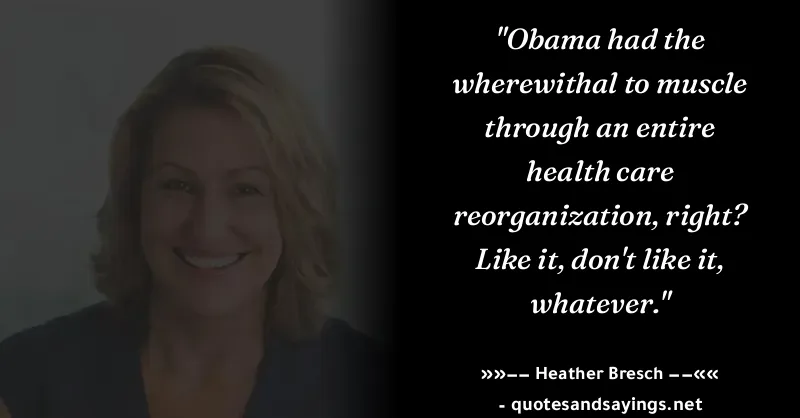 "Obama had the
wherewithal to muscle
through an entire
health care
reorganization, right?
Like it, don't like it,
whatever."
»»–– Heather Bresch ––««
- quotesandsayings.net